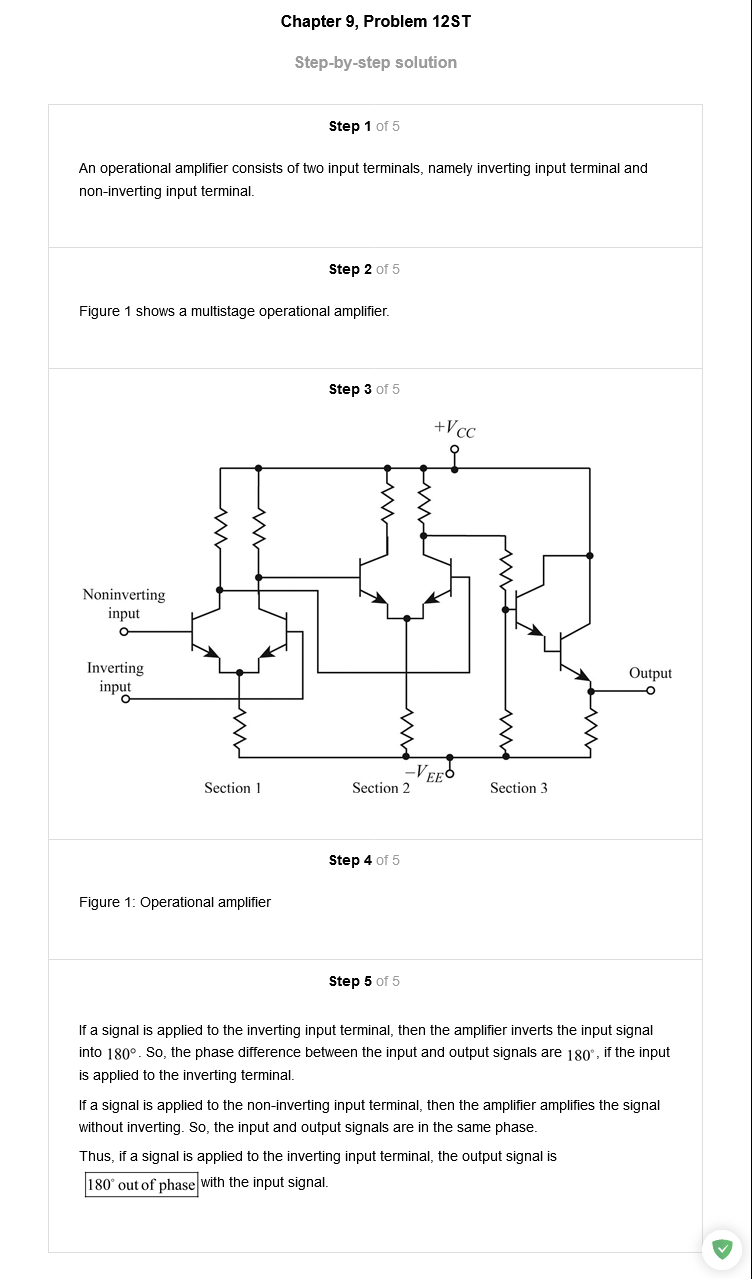 Chapter 9, Problem 12ST
Step-by-step solution
Step 1 of 5
An operational amplifier consists of two input terminals, namely inverting input terminal and
non-inverting input terminal.
Step 2 of 5
Figure 1 shows a multistage operational amplifier.
Step 3 of 5
+VCC
Noninverting
input
Inverting
input
Output
−VEE
Section 1
Section 2
Section 3
Step 4 of 5
Figure 1: Operational amplifier
Step 5 of 5
If a signal is applied to the inverting input terminal, then the amplifier inverts the input signal
into 180°. So, the phase difference between the input and output signals are 180°, if the input
is applied to the inverting terminal.
If a signal is applied to the non-inverting input terminal, then the amplifier amplifies the signal
without inverting. So, the input and output signals are in the same phase.
Thus, if a signal is applied to the inverting input terminal, the output signal is
180° out of phase with the input signal.